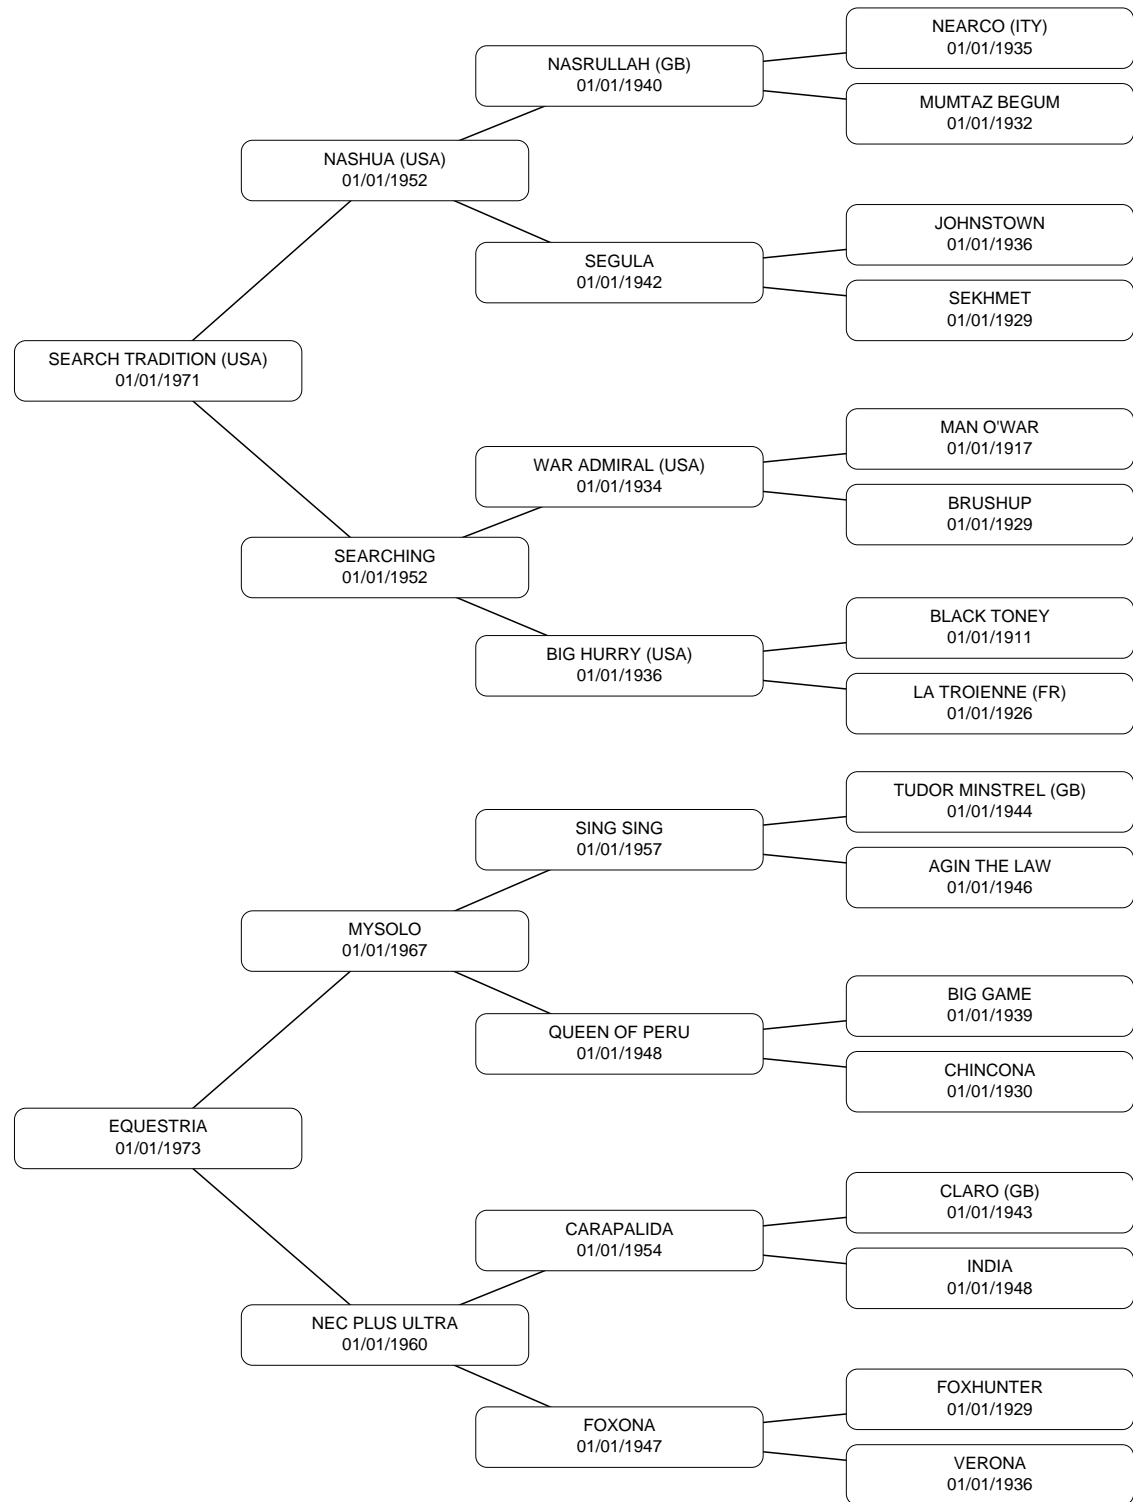 NEARCO (ITY)
01/01/1935
NASRULLAH (GB)
01/01/1940
MUMTAZ BEGUM
01/01/1932
NASHUA (USA)
01/01/1952
JOHNSTOWN
01/01/1936
SEGULA
01/01/1942
SEKHMET
01/01/1929
SEARCH TRADITION (USA)
01/01/1971
MAN O'WAR
01/01/1917
WAR ADMIRAL (USA)
01/01/1934
BRUSHUP
01/01/1929
SEARCHING
01/01/1952
BLACK TONEY
01/01/1911
BIG HURRY (USA)
01/01/1936
LA TROIENNE (FR)
01/01/1926
TUDOR MINSTREL (GB)
01/01/1944
SING SING
01/01/1957
AGIN THE LAW
01/01/1946
MYSOLO
01/01/1967
BIG GAME
01/01/1939
QUEEN OF PERU
01/01/1948
CHINCONA
01/01/1930
EQUESTRIA
01/01/1973
CLARO (GB)
01/01/1943
CARAPALIDA
01/01/1954
INDIA
01/01/1948
NEC PLUS ULTRA
01/01/1960
FOXHUNTER
01/01/1929
FOXONA
01/01/1947
VERONA
01/01/1936